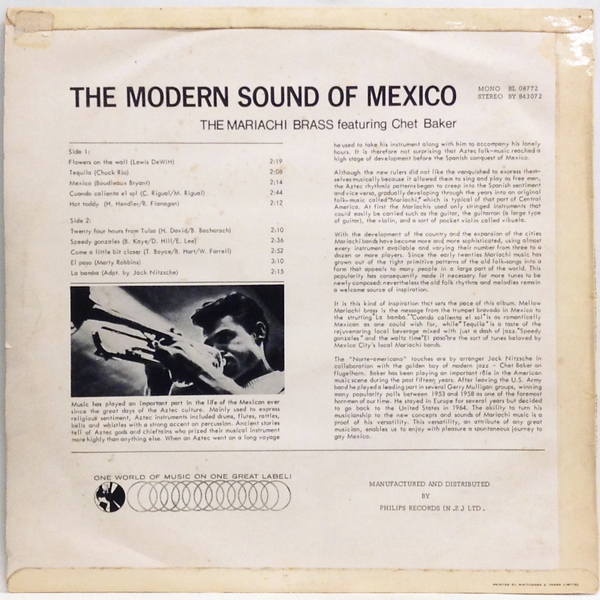 THE MODERN SOUND OF MEXICO
MONO BL 08772
STEREO BY 843072
THE MARIACHI BRASS featuring Chet Baker
Side 1:
Flowers on the wall (Lewis DeWitt) 2:19
Tequila (Chuck Rio) 2:08
Mexico (Boudleaux Bryant) 2:14
Cuando calienta el sol (C. Rigual/M. Rigual) 2:44
Hot toddy (H. Hendler/R. Flanagan) 2:12
Side 2:
Twenty four hours from Tulsa (H. David/B. Bacharach) 2:10
Speedy gonzales (B. Kaye/D. Hill/E. Lee) 2:36
Come a little bit closer (T. Boyce/B. Hart/W. Farrell) 2:52
El paso (Marty Robbins) 3:10
La bamba (Adpt. by Jack Nitzsche) 2:15
Music has played an important part in the life of the Mexican ever
since the great days of the Aztec culture. Mainly used to express
religious sentiment, Aztec instruments included drums, flutes, rattles,
bells and whistles with a strong accent on percussion. Ancient stories
tell of Aztec gods and chieftains who prized their musical instrument
more highly than anything else. When an Aztec went on a long voyage
he used to take his instrument along with him to accompany his lonely
hours. It is therefore not surprising that Aztec folk-music reached a
high stage of development before the Spanish conquest of Mexico.
Although the new rulers did not like the vanquished to express them-
selves musically because it allowed them to sing and play as free men,
the Aztec rhythmic patterns began to creep into the Spanish sentiment
and vice versa, gradually developing through the years into an original
folk-music called "Mariachi," which is typical of that part of Central
America. At first the Mariachis used only stringed instruments that
could easily be carried such as the guitar, the guitarron (a large type
of guitar), the violin, and a sort of pocket violin called vihuela.
With the development of the country and the expansion of the cities
Mariachi bands have become more and more sophisticated, using almost
every instrument available and varying their number from three to a
dozen or more players. Since the early twenties Mariachi music has
grown out of the tight primitive patterns of the old folk-songs into a
form that appeals to many people in a large part of the world. This
popularity has consequently made it necessary for more tunes to be
newly composed; nevertheless the old folk rhythms and melodies remain
a welcome source of inspiration.
It is this kind of inspiration that sets the pace of this album. Mellow
Mariachi brass is the message from the trumpet bravado in Mexico to
the strutting "La bamba." "Cuando calienta el sol" is as romantically
Mexican as one could wish for, while "Tequila" is a taste of the
rejuvenating local beverage mixed with just a dash of jazz. "Speedy
gonzales" and the waltz time "El paso" are the sort of tunes beloved by
Mexico City's local Mariachi bands.
The "Norte-americano" touches are by arranger Jack Nitzsche in
collaboration with the golden boy of modern jazz - Chet Baker on
flugelhorn. Baker has been playing an important rôle in the American
music scene during the past fifteen years. After leaving the U.S. Army
band he played a leading part in several Gerry Mulligan groups, winning
many popularity polls between 1953 and 1958 as one of the foremost
hornmen of our time. He stayed in Europe for several years but decided
to go back to the United States in 1964. The ability to turn his
musicianship to the new concepts and sounds of Mariachi music is a
proof of his versatility. This versatility, an attribute of any great
musician, enables us to enjoy with pleasure a spontaneous journey to
gay Mexico.
ONE WORLD OF MUSIC ON ONE GREAT LABEL!
MANUFACTURED AND DISTRIBUTED
BY
PHILIPS RECORDS (N.Z.) LTD.